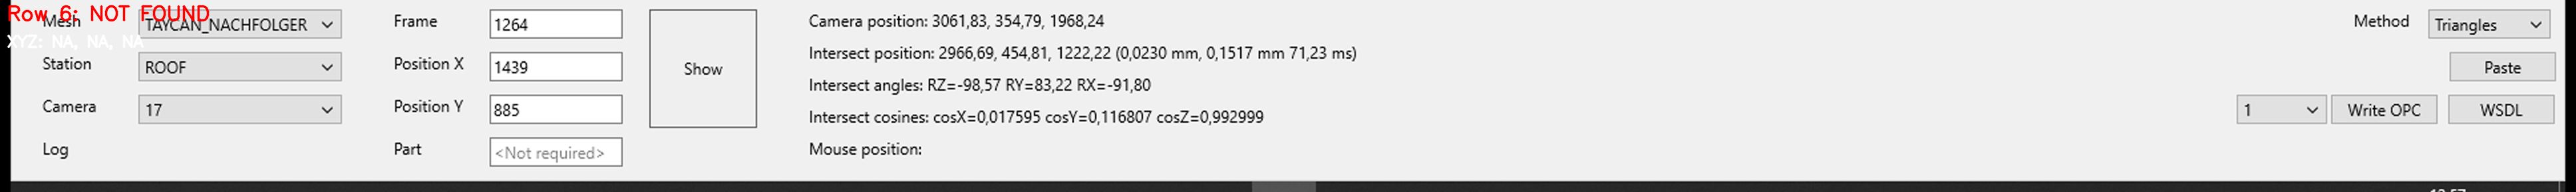 Row 6: NOT FOUND
XYZ: NA, NA, NA
Mesh TAYCAN_NACHFOLGER Frame 1264 Camera position: 3061,83, 354,79, 1968,24 Method Triangles
Intersect position: 2966,69, 454,81, 1222,22 (0,0230 mm, 0,1517 mm 71,23 ms)
Station ROOF Position X 1439 Show Paste
Intersect angles: RZ=-98,57 RY=83,22 RX=-91,80
Camera 17 Position Y 885 Intersect cosines: cosX=0,017595 cosY=0,116807 cosZ=0,992999 1 Write OPC WSDL
Log Part <Not required> Mouse position: